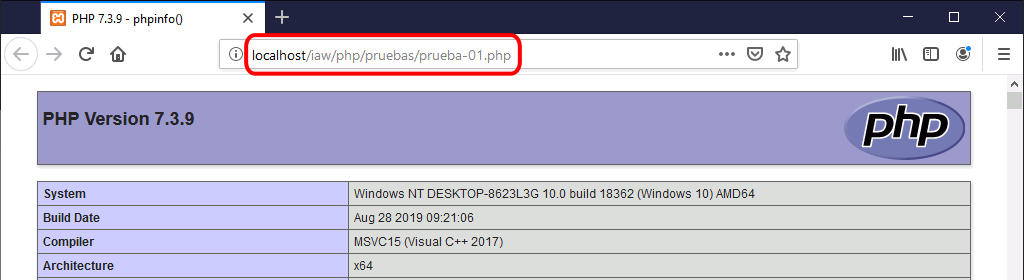 PHP 7.3.9 - phpinfo()
localhost/iaw/php/pruebas/prueba-01.php
PHP Version 7.3.9
php
System Windows NT DESKTOP-8623L3G 10.0 build 18362 (Windows 10) AMD64
Build Date Aug 28 2019 09:21:06
Compiler MSVC15 (Visual C++ 2017)
Architecture x64